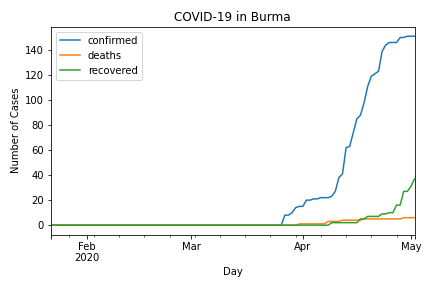 COVID-19 in Burma
confirmed
deaths
recovered
Number of Cases
140
120
100
80
60
40
20
0
Feb
2020
Mar
Apr
May
Day